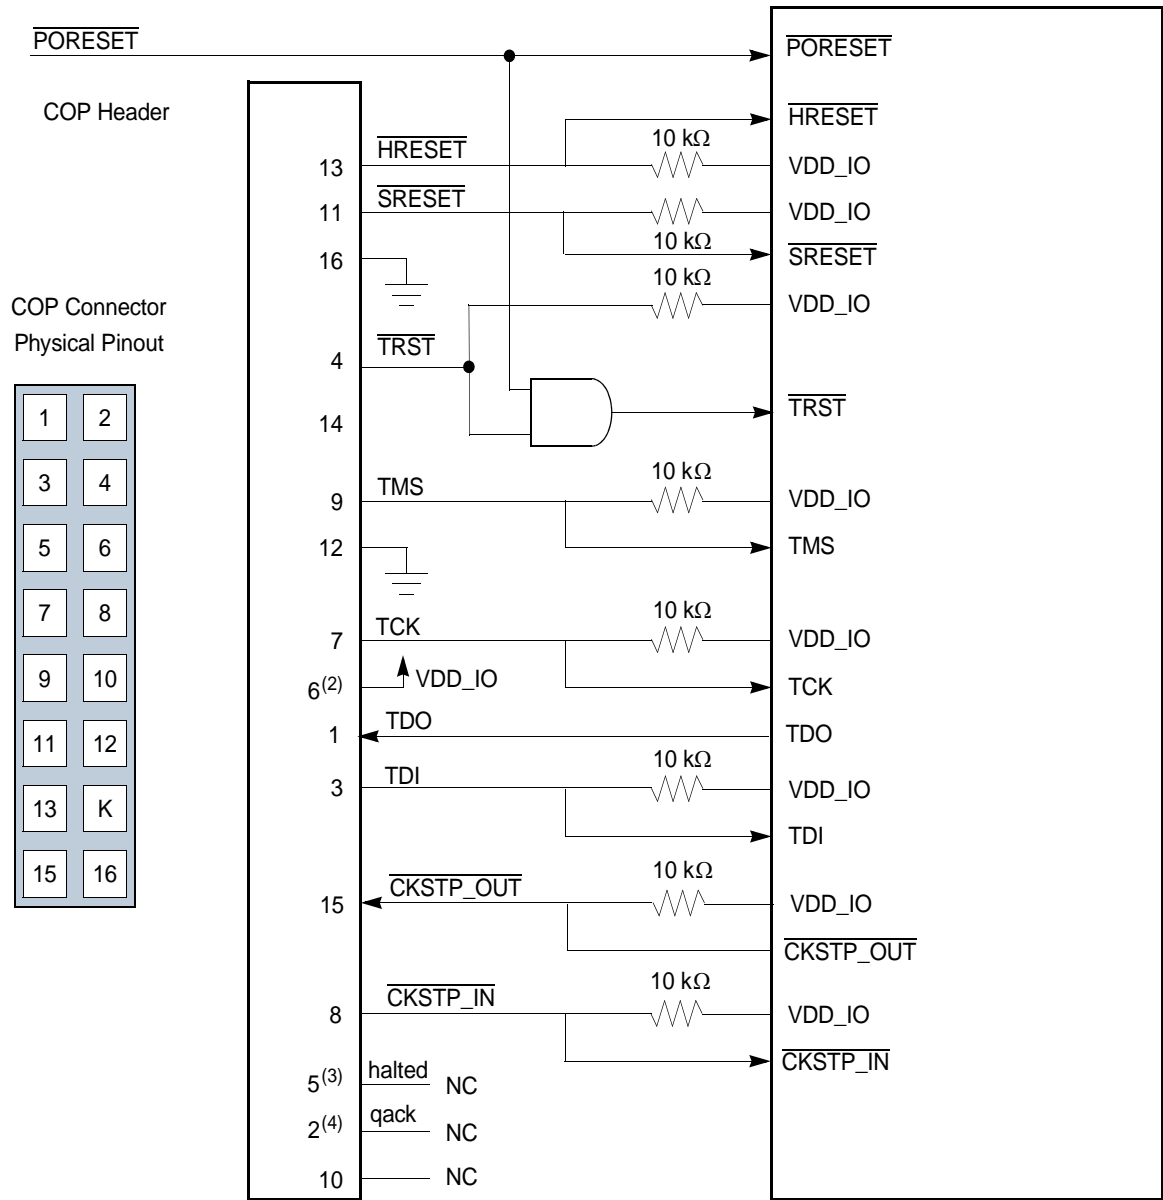 PORESET
PORESET
COP Header
HRESET
10 kΩ
13
HRESET
VDD_IO
11
SRESET
VDD_IO
10 kΩ
SRESET
16
10 kΩ
VDD_IO
COP Connector
Physical Pinout
4
TRST
14
TRST
1 2
3 4
5 6
7 8
9 10
11 12
13 K
15 16
10 kΩ
9
TMS
VDD_IO
12
TMS
10 kΩ
7
TCK
VDD_IO
6(2)
VDD_IO
TCK
1
TDO
TDO
10 kΩ
3
TDI
VDD_IO
TDI
10 kΩ
15
CKSTP_OUT
VDD_IO
CKSTP_OUT
10 kΩ
8
CKSTP_IN
VDD_IO
CKSTP_IN
5(3)
halted
NC
2(4)
qack
NC
10
NC